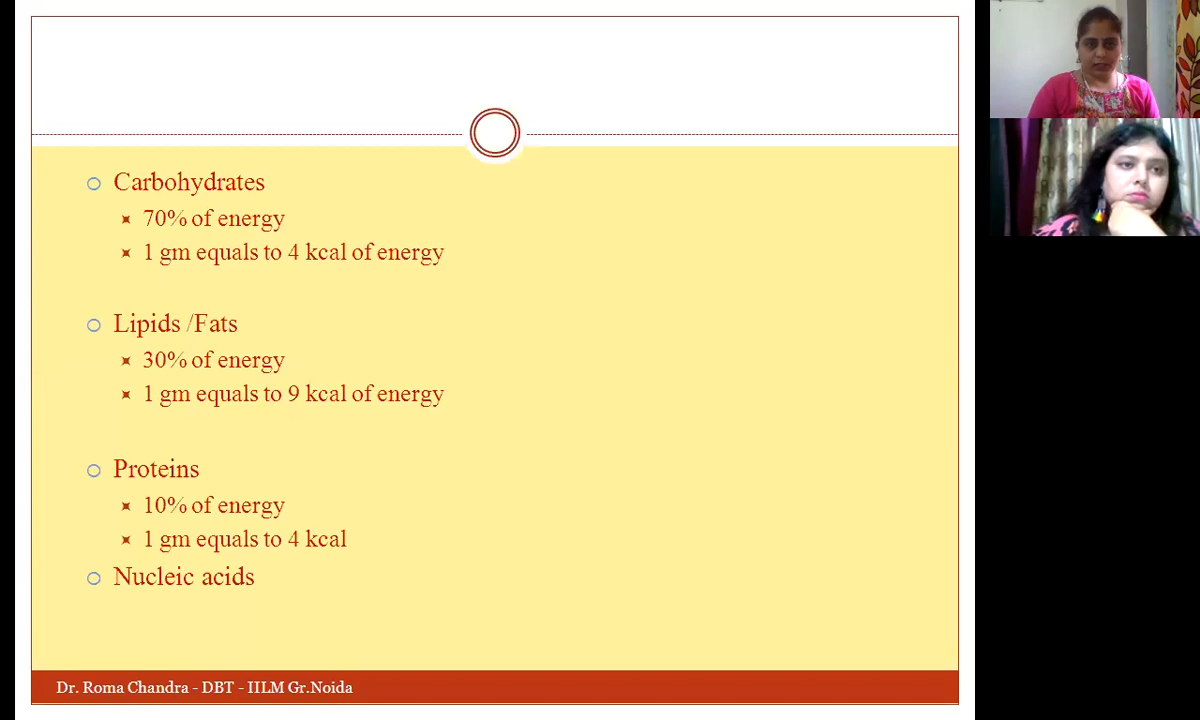 Carbohydrates
70% of energy
1 gm equals to 4 kcal of energy
Lipids /Fats
30% of energy
1 gm equals to 9 kcal of energy
Proteins
10% of energy
1 gm equals to 4 kcal
Nucleic acids
Dr. Roma Chandra - DBT - IILM Gr.Noida